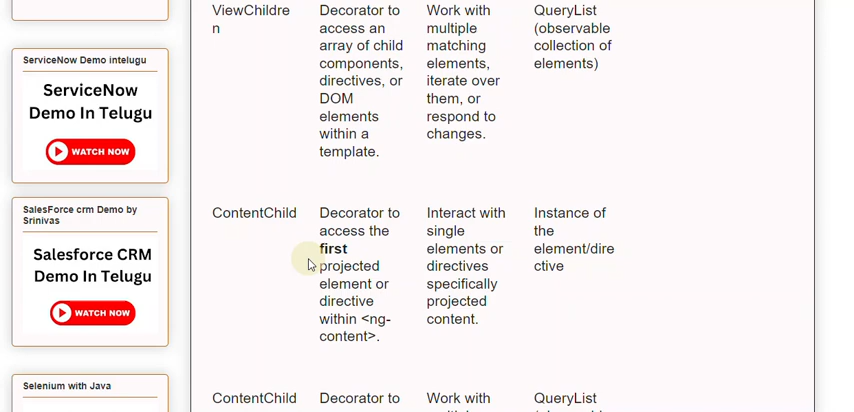 ServiceNow Demo intelugu
ServiceNow
Demo In Telugu
WATCH NOW
SalesForce crm Demo by
Srinivas
Salesforce CRM
Demo In Telugu
WATCH NOW
Selenium with Java
ViewChildre
n
Decorator to
access an
array of child
components,
directives, or
DOM
elements
within a
template.
Work with
multiple
matching
elements,
iterate over
them, or
respond to
changes.
QueryList
(observable
collection of
elements)
ContentChild
Decorator to
access the
first
projected
element or
directive
within <ng-
content>.
Interact with
single
elements or
directives
specifically
projected
content.
Instance of
the
element/dire
ctive
ContentChild
Decorator to
Work with
QueryList